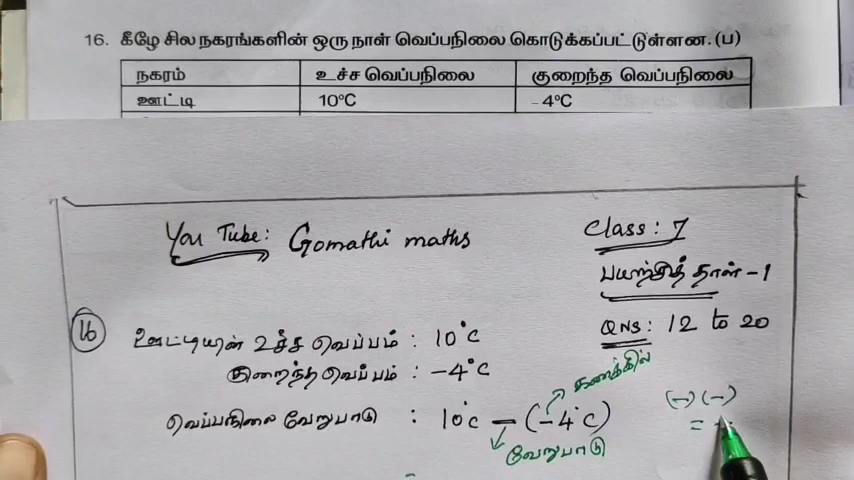 16. கீழே சில நகரங்களின் ஒரு நாள் வெப்பநிலை கொடுக்கப்பட்டுள்ளன. (ப)
நகரம் உச்ச வெப்பநிலை குறைந்த வெப்பநிலை
ஊட்டி 10°C - 4°C
You Tube: Gomathi maths
Class: 7
பயிற்சித் தாள் - 1
QNS: 12 to 20
16 ஊட்டியின் உச்ச வெப்பம் : 10°C
குறைந்த வெப்பம் : -4°C
கணக்கில்
வெப்பநிலை வேறுபாடு : 10°C - (-4°C)
வேறுபாடு
(-) (-)
= +